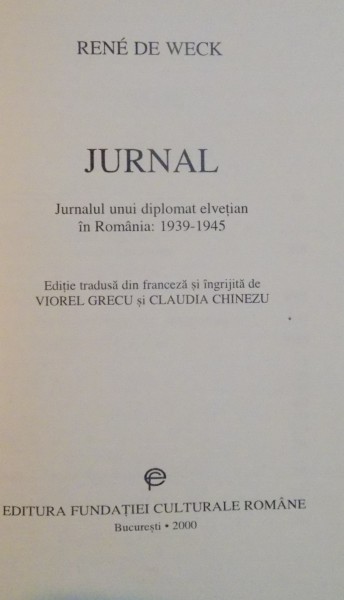 RENÉ DE WECK
JURNAL
Jurnalul unui diplomat elvețian
în România: 1939-1945
Ediție tradusă din franceză și îngrijită de
VIOREL GRECU și CLAUDIA CHINEZU
EDITURA FUNDAȚIEI CULTURALE ROMÂNE
București • 2000